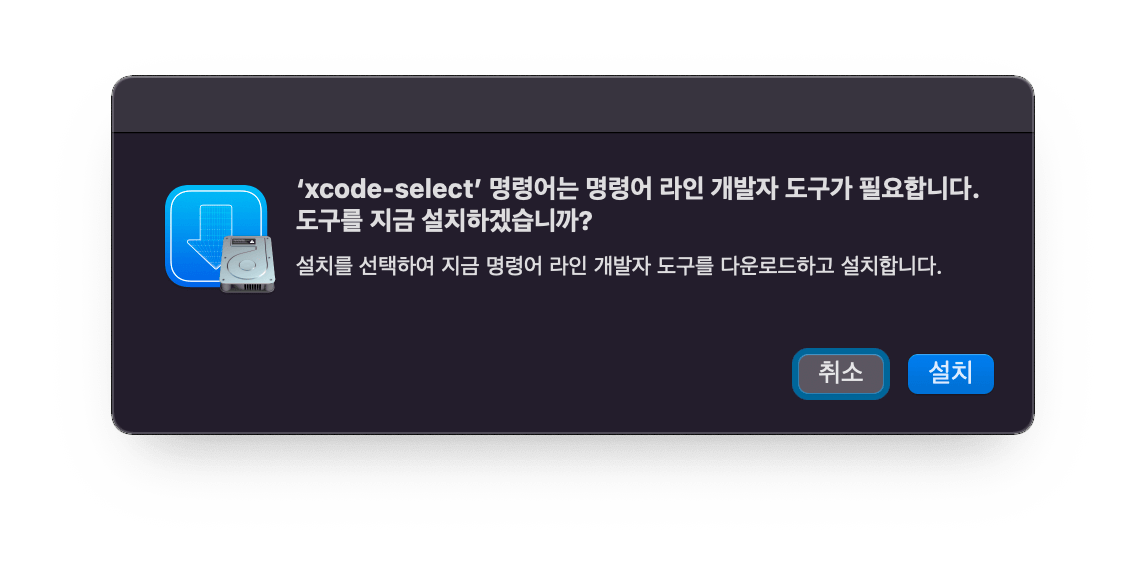 ‘xcode-select’ 명령어는 명령어 라인 개발자 도구가 필요합니다.
도구를 지금 설치하겠습니까?
설치를 선택하여 지금 명령어 라인 개발자 도구를 다운로드하고 설치합니다.
취소
설치